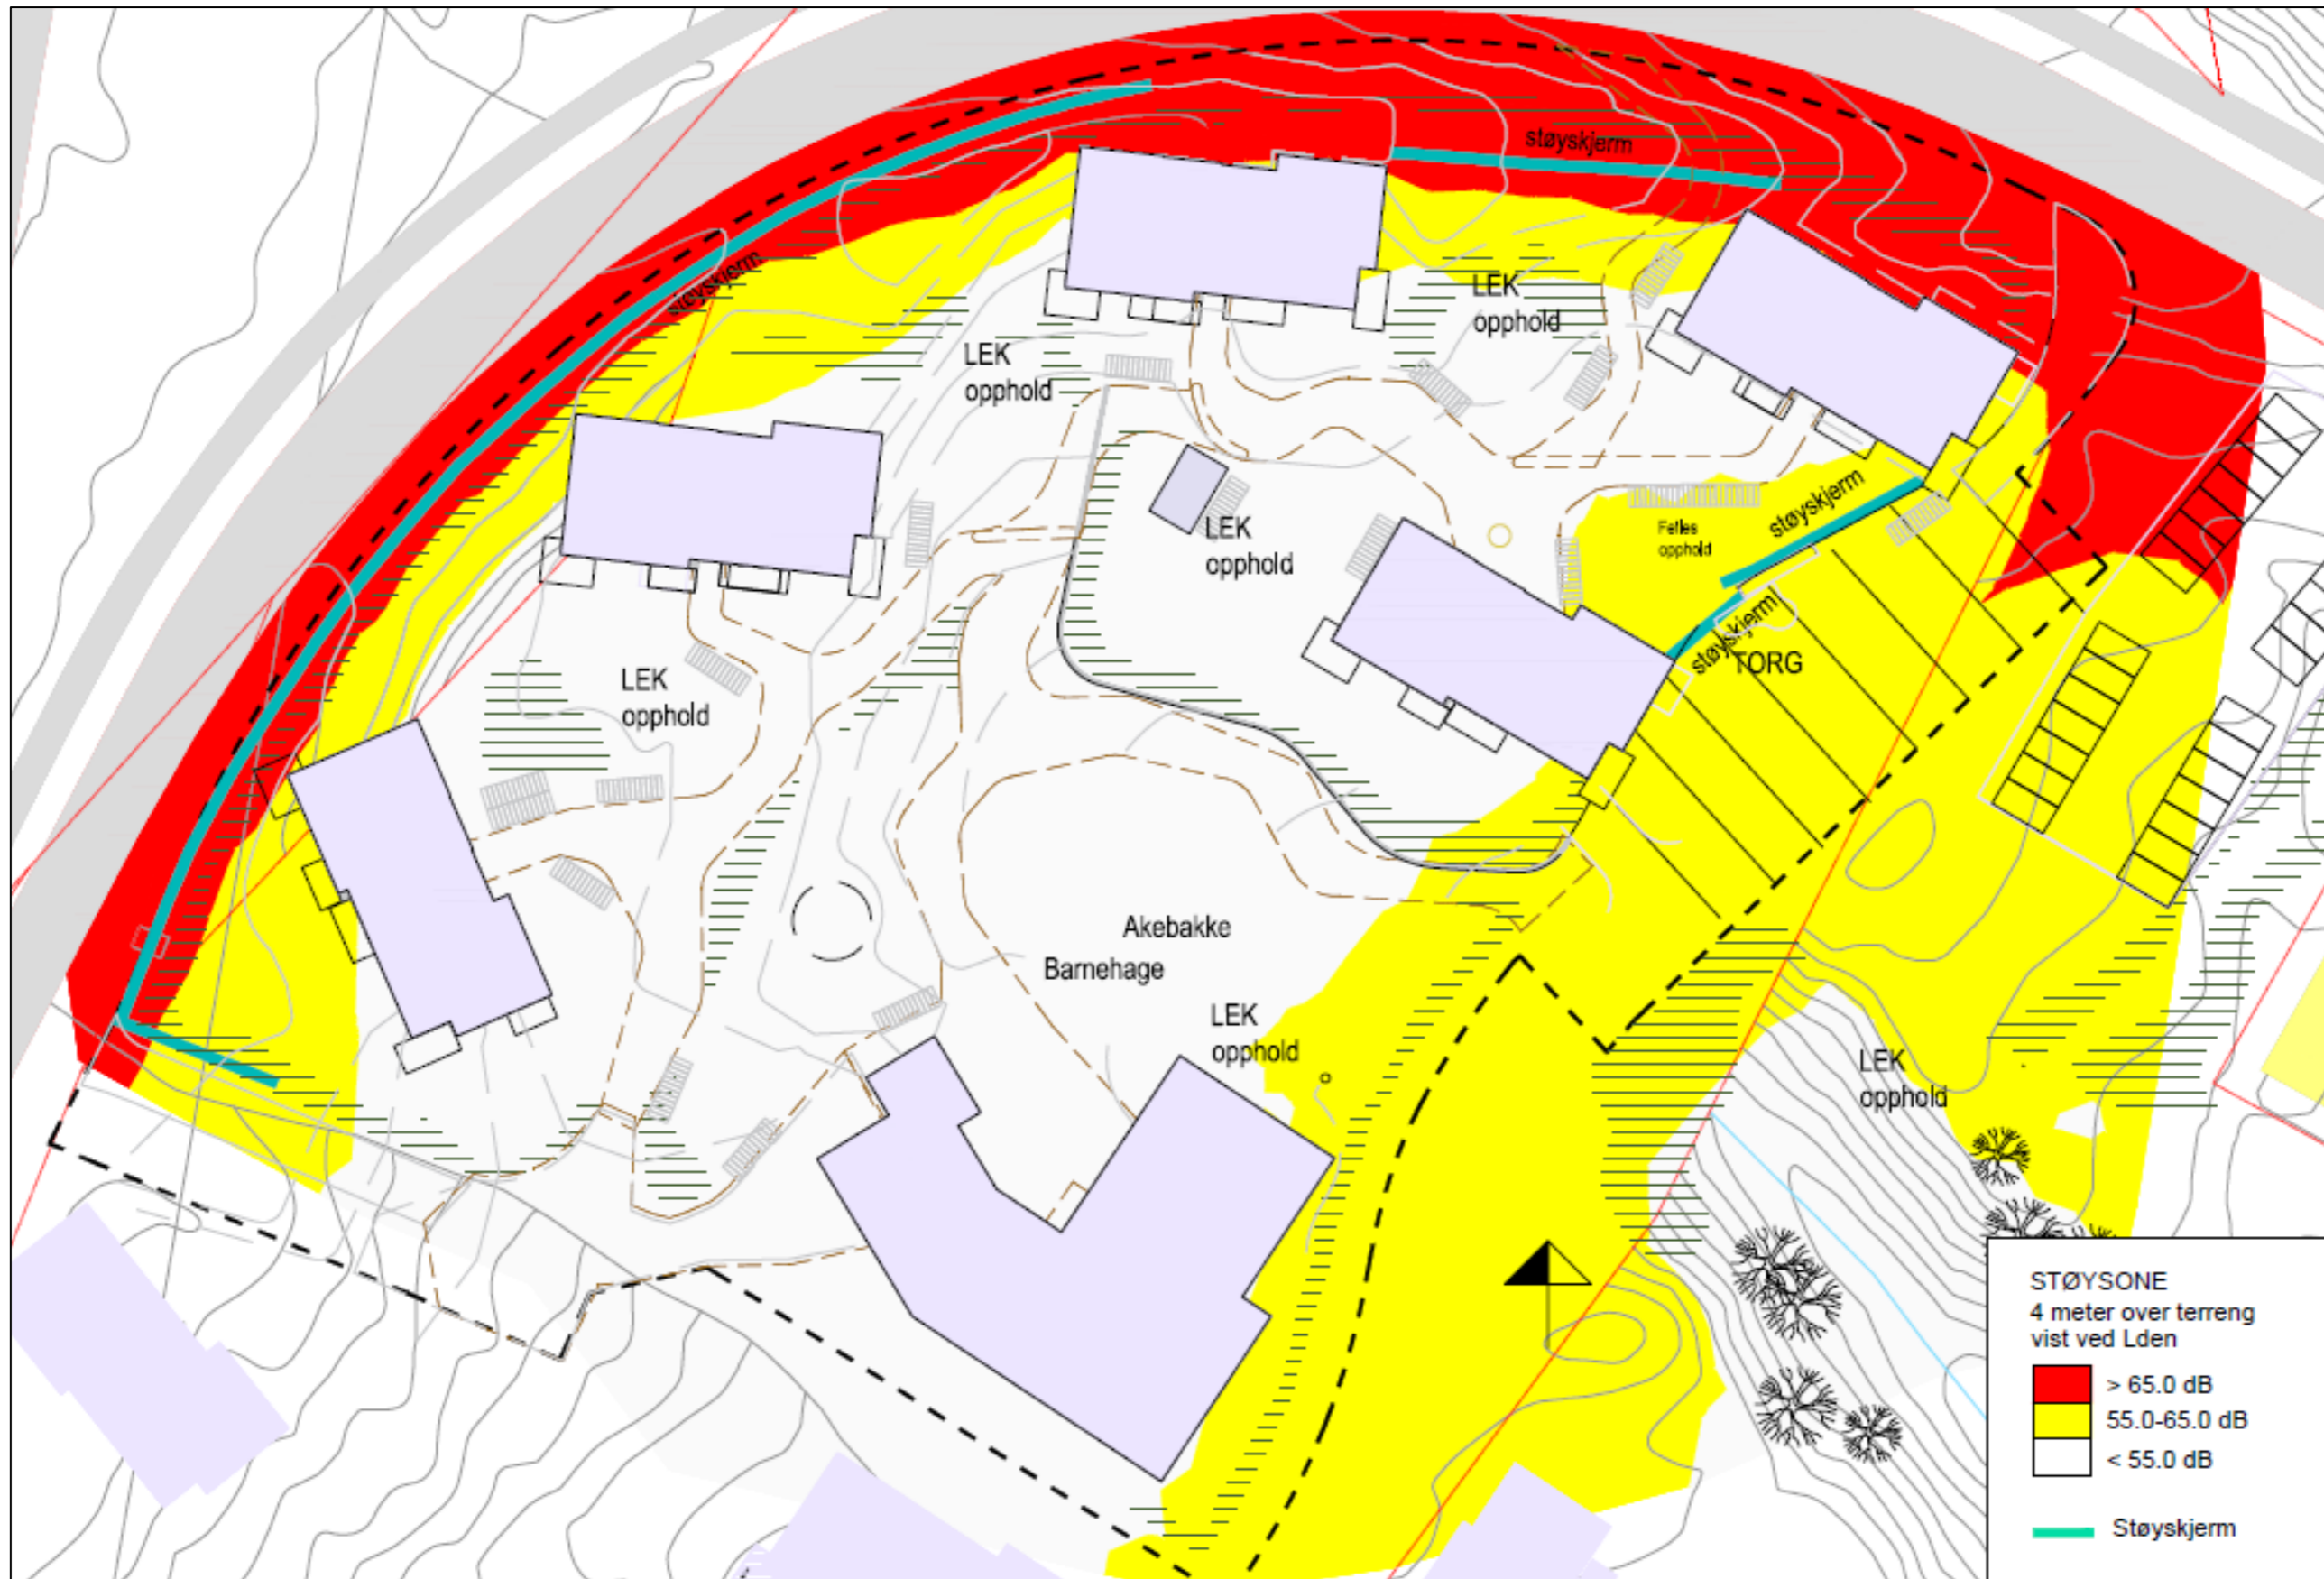 støyskjerm
støyskjerm
LEK
opphold
LEK
opphold
støyskjerm
Felles
opphold
LEK
opphold
støyskjerm
TORG
LEK
opphold
Akebakke
Barnehage
LEK
opphold
LEK
opphold
STØYSONE
4 meter over terreng
vist ved Lden
> 65.0 dB
55.0-65.0 dB
< 55.0 dB
Støyskjerm